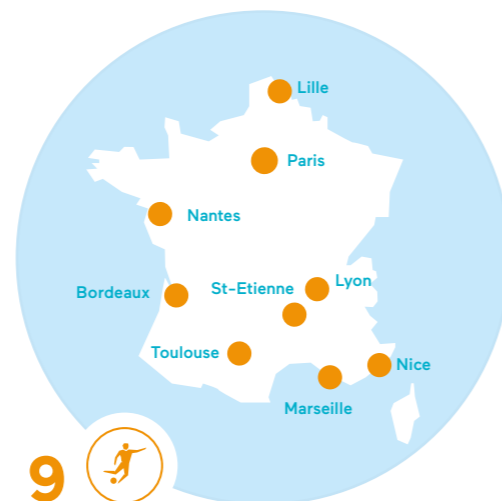 Lille
Paris
Nantes
Lyon
St-Etienne
Bordeaux
Toulouse
Nice
Marseille
9